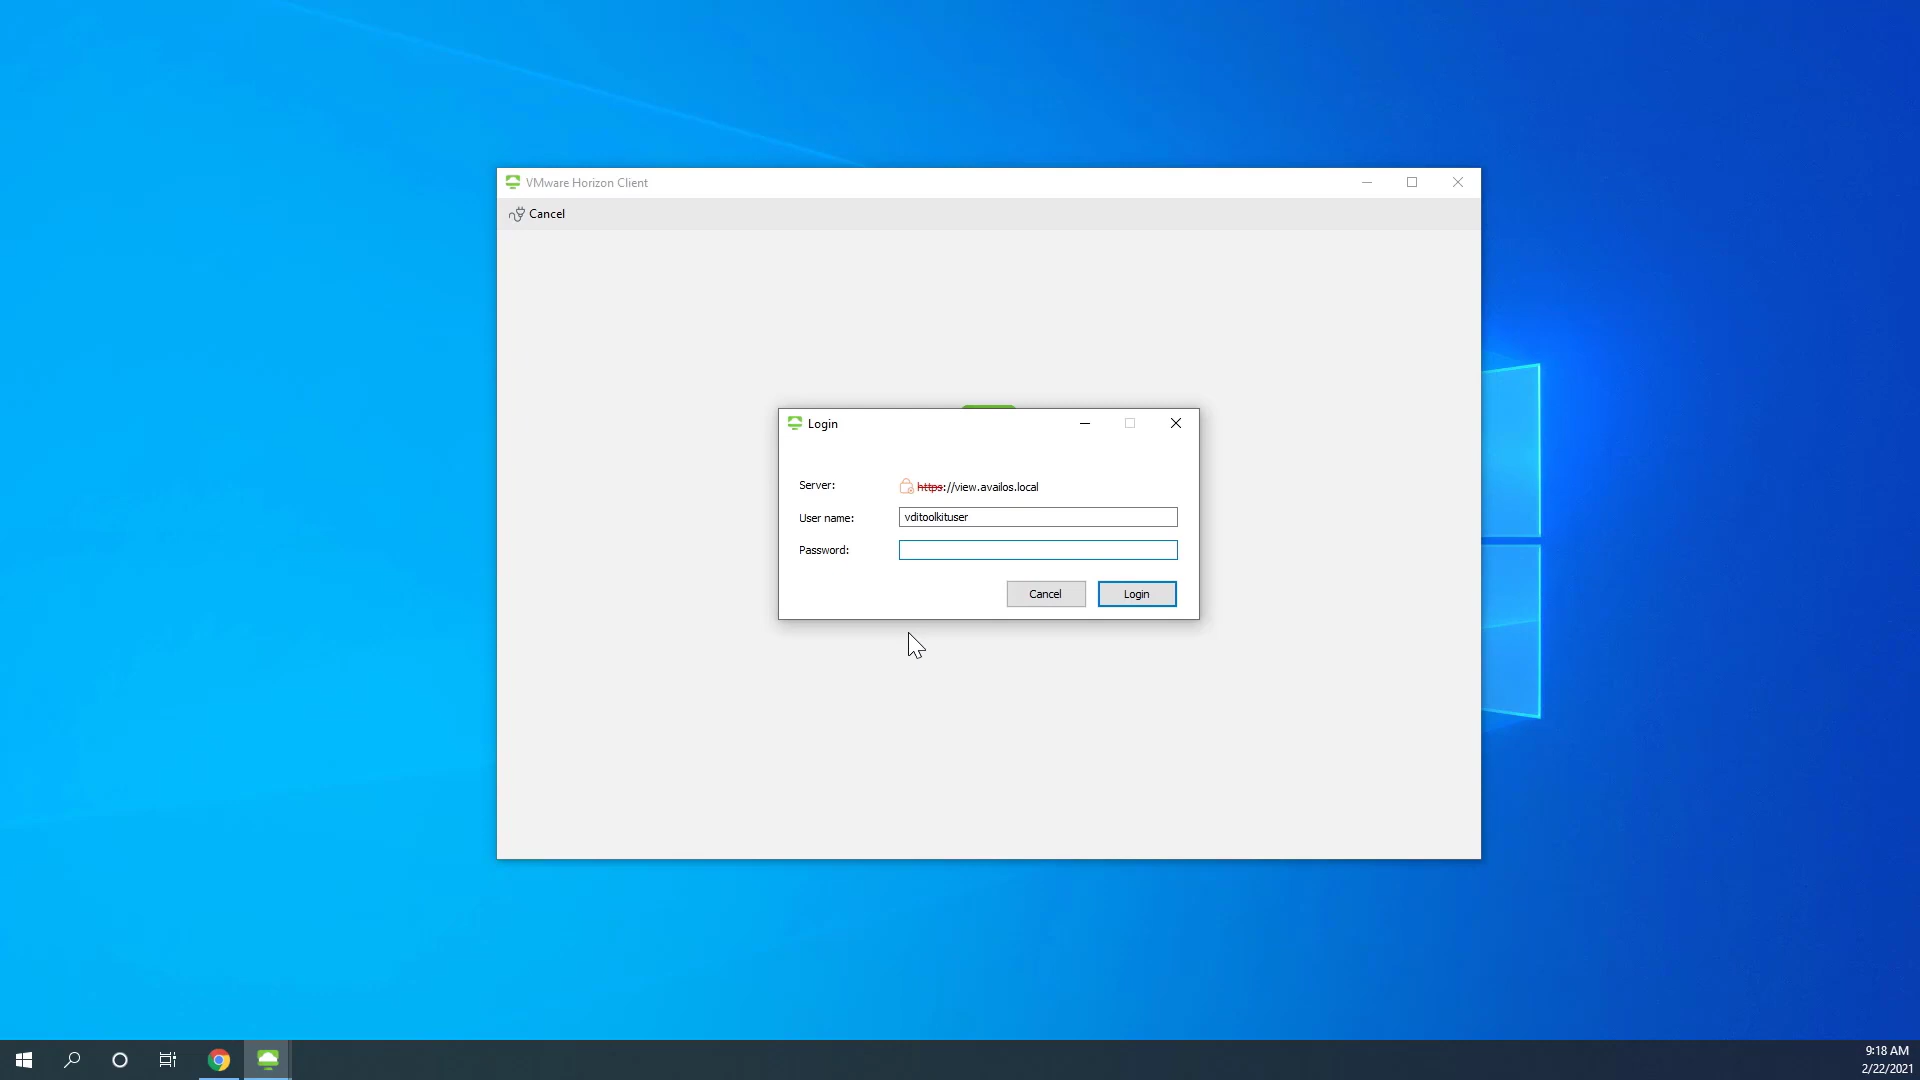 VMware Horizon Client
Cancel
Login
Server: https://view.availos.local
User name: vditoolkituser
Password:
Cancel Login
9:18 AM
2/22/2021